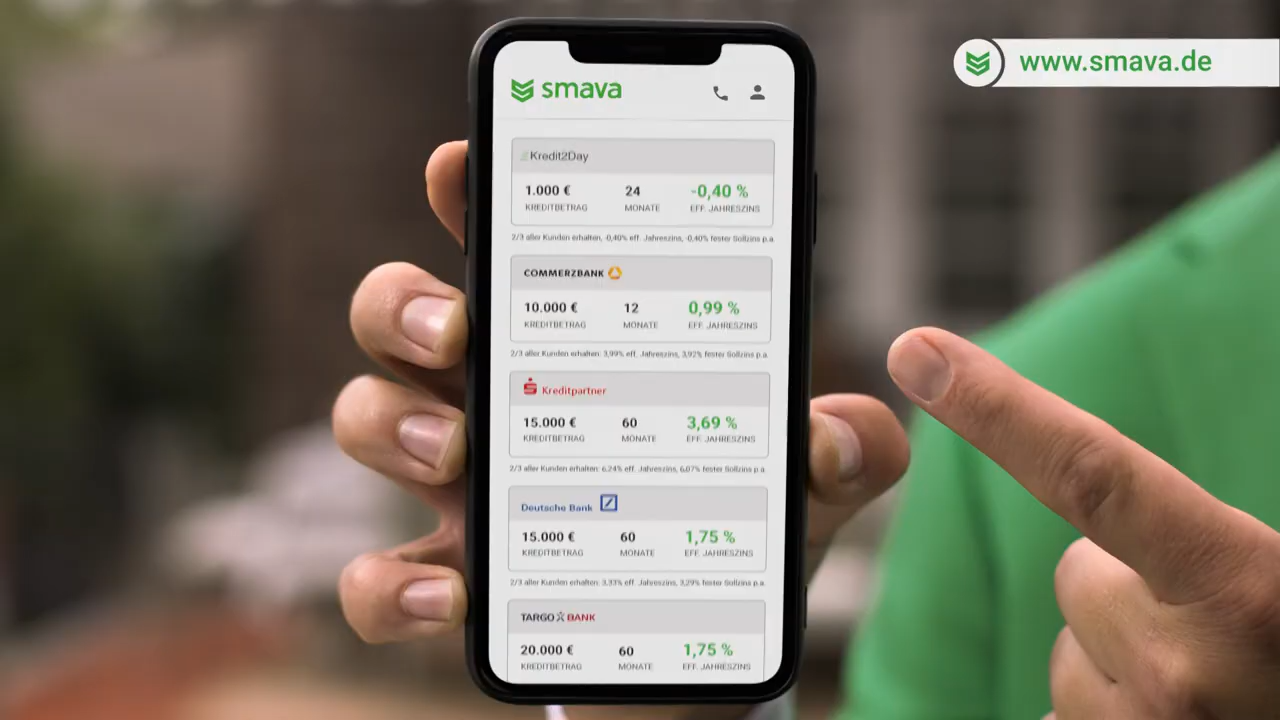 www.smava.de
smava
Kredit2Day
1.000 € 24 -0,40 %
KREDITBETRAG MONATE EFF. JAHRESZINS
2/3 aller Kunden erhalten, -0,40% eff. Jahreszins, -0,40% fester Sollzins p.a.
COMMERZBANK
10.000 € 12 0,99 %
KREDITBETRAG MONATE EFF. JAHRESZINS
2/3 aller Kunden erhalten: 3,99% eff. Jahreszins, 3,92% fester Sollzins p.a.
Kreditpartner
15.000 € 60 3,69 %
KREDITBETRAG MONATE EFF. JAHRESZINS
2/3 aller Kunden erhalten: 6,24% eff. Jahreszins, 6,07% fester Sollzins p.a.
Deutsche Bank
15.000 € 60 1,75 %
KREDITBETRAG MONATE EFF. JAHRESZINS
2/3 aller Kunden erhalten: 3,33% eff. Jahreszins, 3,29% fester Sollzins p.a.
TARGO BANK
20.000 € 60 1,75 %
KREDITBETRAG MONATE EFF. JAHRESZINS